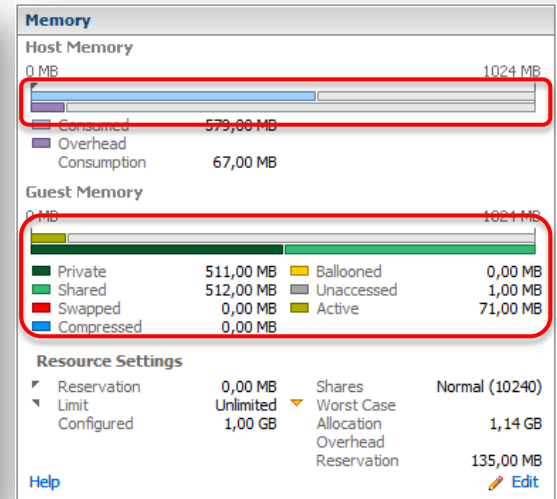 Memory
Host Memory
0 MB 1024 MB
Consumed 579,00 MB
Overhead
Consumption 67,00 MB
Guest Memory
0 MB 1024 MB
Private 511,00 MB Ballooned 0,00 MB
Shared 512,00 MB Unaccessed 1,00 MB
Swapped 0,00 MB Active 71,00 MB
Compressed 0,00 MB
Resource Settings
Reservation 0,00 MB Shares Normal (10240)
Limit Unlimited Worst Case
Configured 1,00 GB Allocation 1,14 GB
Overhead
Reservation 135,00 MB
Help Edit